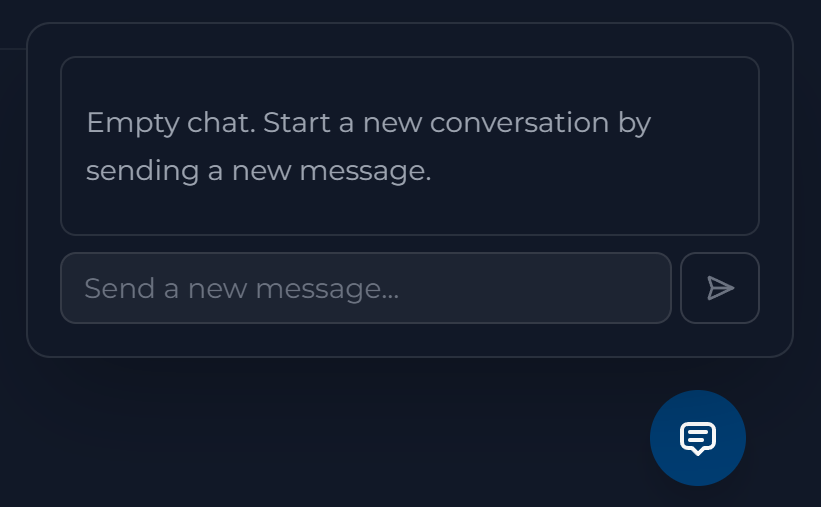 Empty chat. Start a new conversation by
sending a new message.
Send a new message...